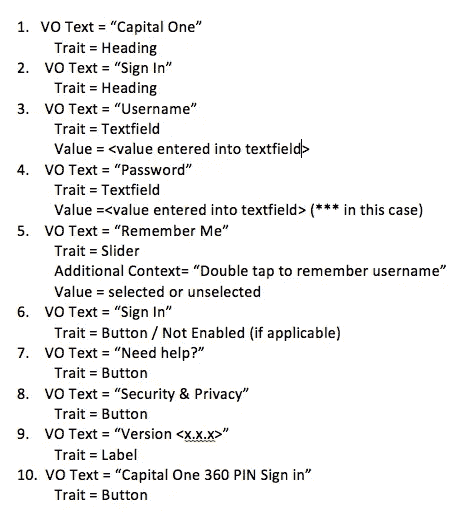 1. VO Text = “Capital One”
Trait = Heading
2. VO Text = “Sign In”
Trait = Heading
3. VO Text = “Username”
Trait = Textfield
Value = <value entered into textfield>
4. VO Text = “Password”
Trait = Textfield
Value =<value entered into textfield> (*** in this case)
5. VO Text = “Remember Me”
Trait = Slider
Additional Context= “Double tap to remember username”
Value = selected or unselected
6. VO Text = “Sign In”
Trait = Button / Not Enabled (if applicable)
7. VO Text = “Need help?”
Trait = Button
8. VO Text = “Security & Privacy”
Trait = Button
9. VO Text = “Version <x.x.x>”
Trait = Label
10. VO Text = “Capital One 360 PIN Sign in”
Trait = Button